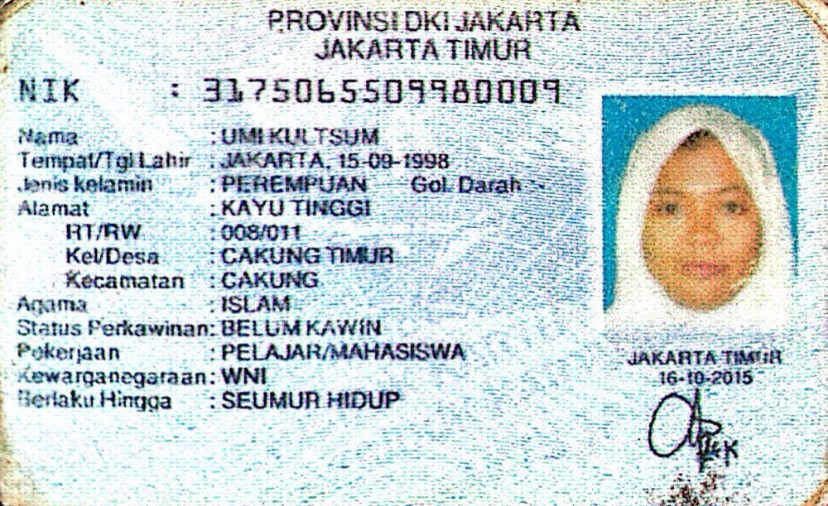 PROVINSI DKI JAKARTA
JAKARTA TIMUR
NIK : 3175065509980009
Nama : UMI KULTSUM
Tempat/Tgl Lahir : JAKARTA, 15-09-1998
Jenis kelamin : PEREMPUAN Gol. Darah : -
Alamat : KAYU TINGGI
RT/RW : 008/011
Kel/Desa : CAKUNG TIMUR
Kecamatan : CAKUNG
Agama : ISLAM
Status Perkawinan: BELUM KAWIN
Pekerjaan : PELAJAR/MAHASISWA
Kewarganegaraan: WNI
Berlaku Hingga : SEUMUR HIDUP
JAKARTA TIMUR
16-10-2015